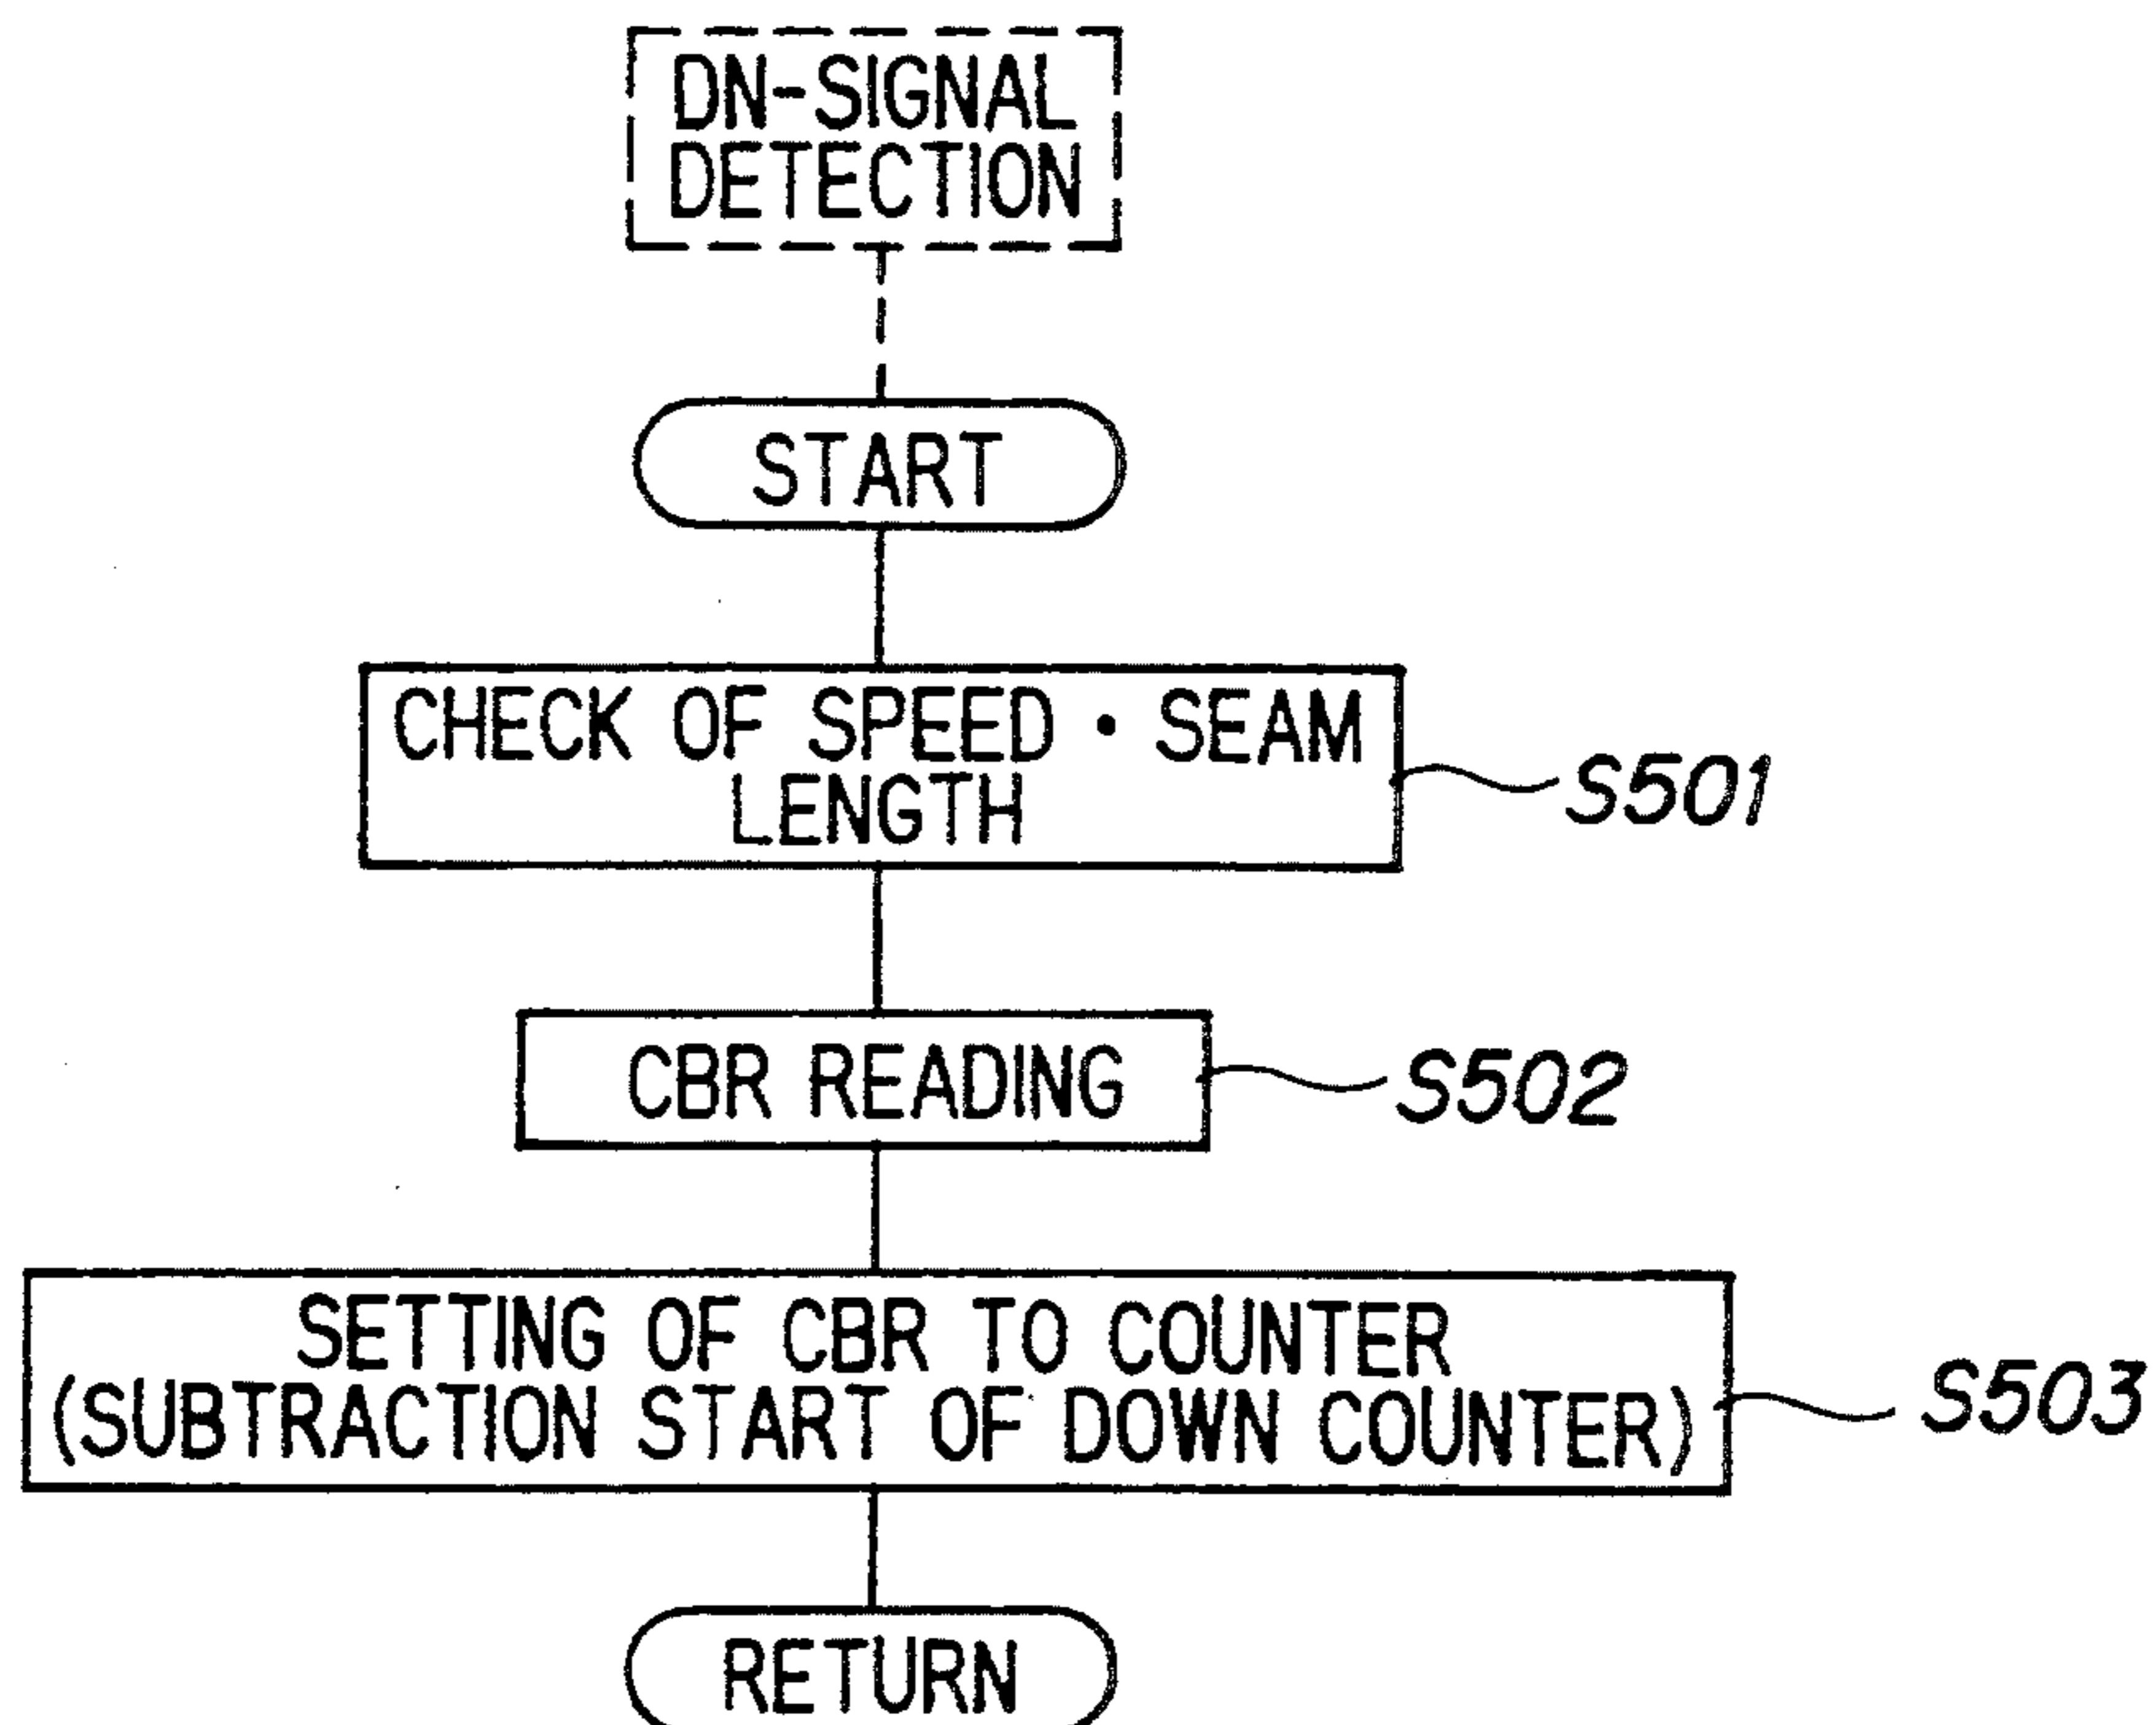 DN-SIGNAL
DETECTION
START
CHECK OF SPEED • SEAM
LENGTH
S501
CBR READING
S502
SETTING OF CBR TO COUNTER
(SUBTRACTION START OF DOWN COUNTER)
S503
RETURN